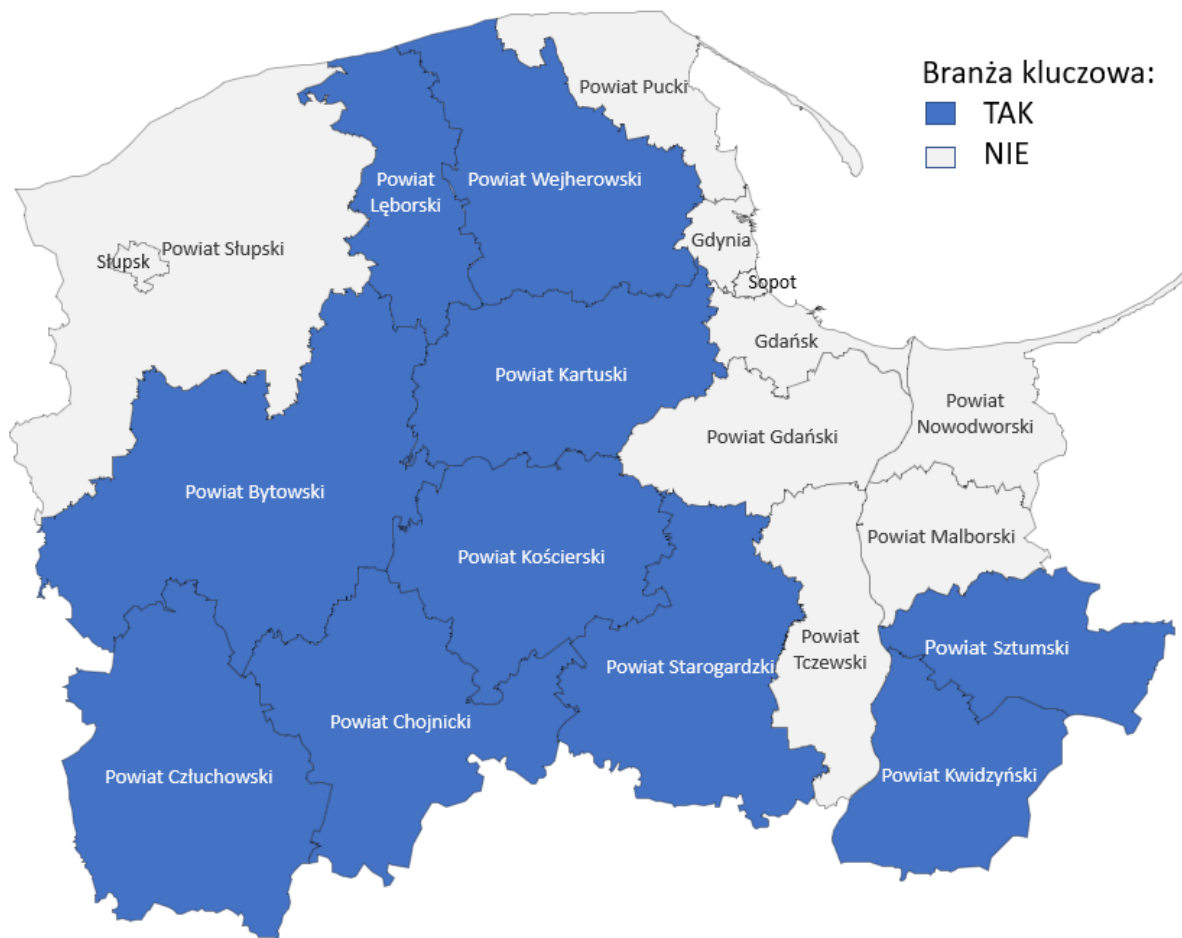 Branża kluczowa:
TAK
NIE
Powiat Pucki
Powiat
Lęborski
Powiat Wejherowski
Gdynia
Powiat Słupski
Słupsk
Sopot
Gdańsk
Powiat Kartuski
Powiat
Nowodworski
Powiat Gdański
Powiat Bytowski
Powiat Malborski
Powiat Kościerski
Powiat
Tczewski
Powiat Sztumski
Powiat Starogardzki
Powiat Chojnicki
Powiat Człuchowski
Powiat Kwidzyński